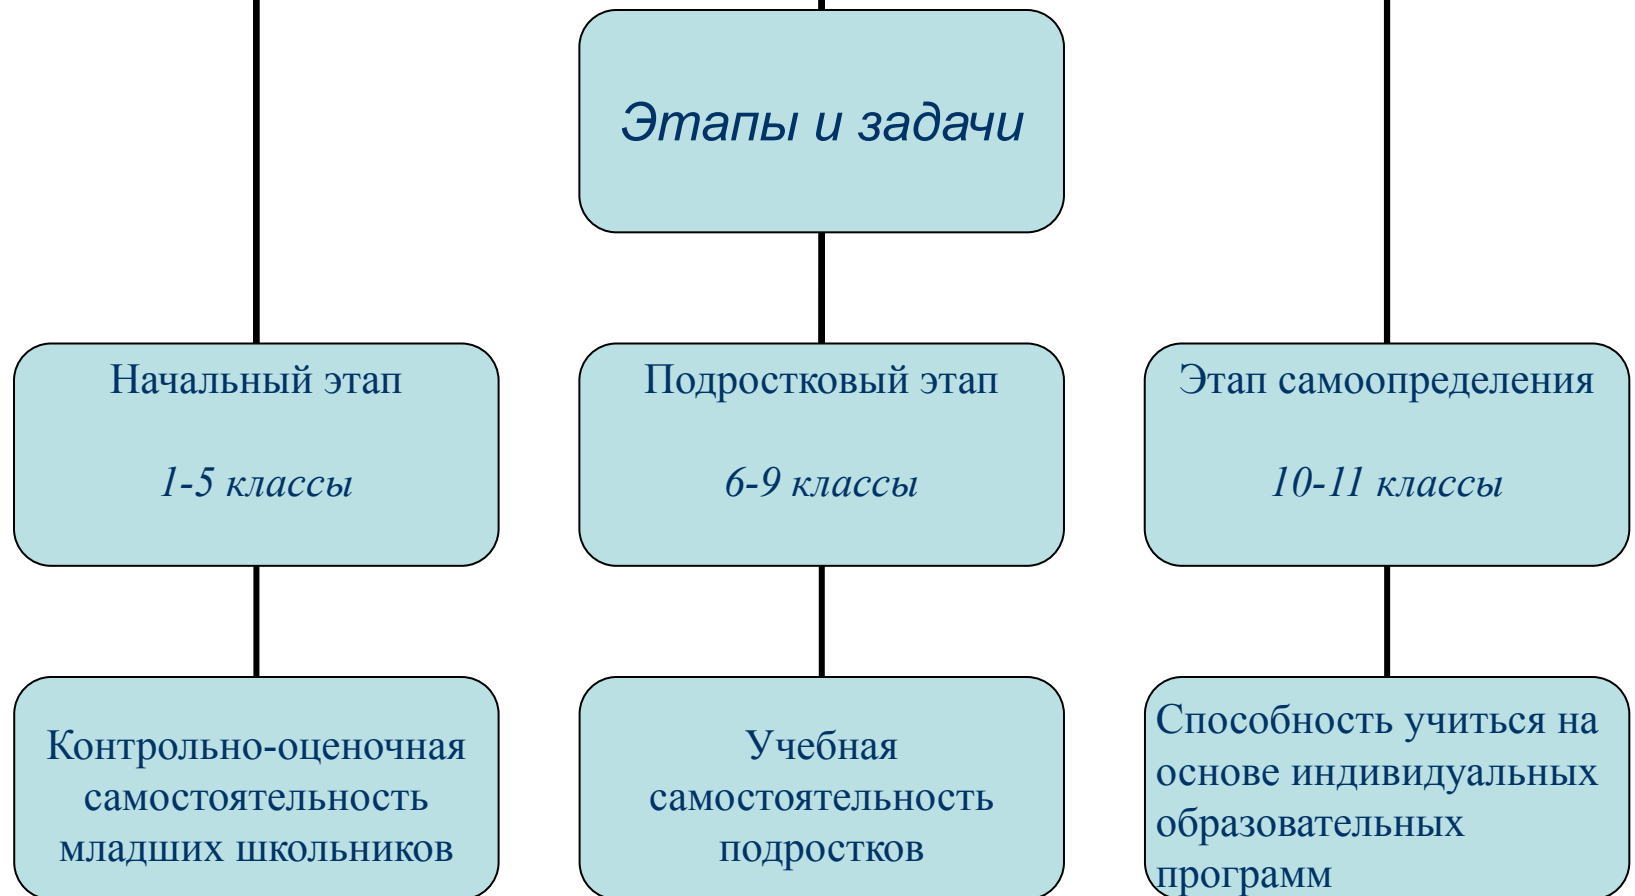 Этапы и задачи
Начальный этап
1-5 классы
Подростковый этап
6-9 классы
Этап самоопределения
10-11 классы
Контрольно-оценочная
самостоятельность
младших школьников
Учебная
самостоятельность
подростков
Способность учиться на
основе индивидуальных
образовательных
программ